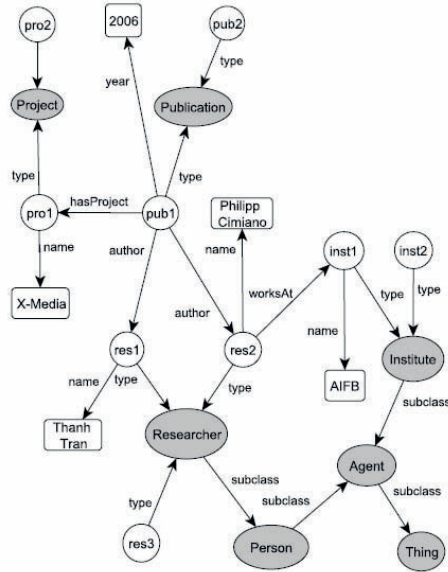 pro2
2006
pub2
year
type
Project
Publication
type
hasProject
type
pro1
pub1
Philipp
Cimiano
name
name
inst1
inst2
author
X-Media
author
worksAt
type
type
name
res1
res2
Institute
name
type
type
AIFB
subclass
Thanh
Tran
Researcher
Agent
subclass
subclass
subclass
type
res3
Person
Thing